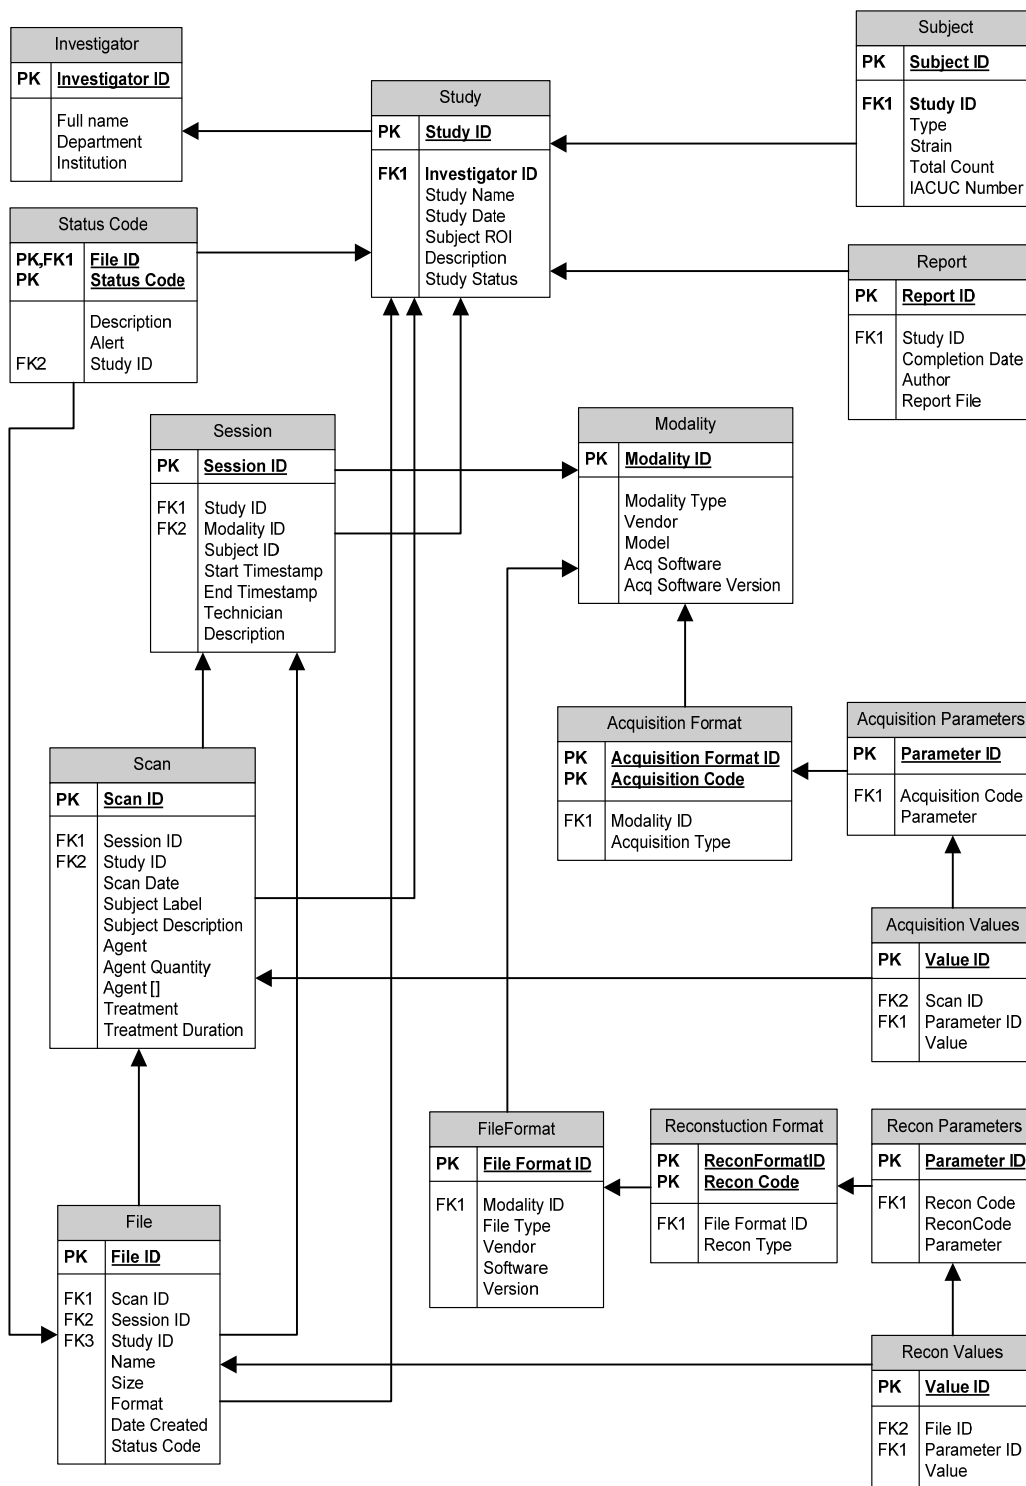 Investigator
PK Investigator ID
Full name
Department
Institution
Study
PK Study ID
FK1 Investigator ID
Study Name
Study Date
Subject ROI
Description
Study Status
Subject
PK Subject ID
FK1 Study ID
Type
Strain
Total Count
IACUC Number
Status Code
PK,FK1 File ID
PK Status Code
Description
Alert
FK2 Study ID
Report
PK Report ID
FK1 Study ID
Completion Date
Author
Report File
Session
PK Session ID
FK1 Study ID
FK2 Modality ID
Subject ID
Start Timestamp
End Timestamp
Technician
Description
Modality
PK Modality ID
Modality Type
Vendor
Model
Acq Software
Acq Software Version
Acquisition Format
PK Acquisition Format ID
PK Acquisition Code
FK1 Modality ID
Acquisition Type
Acquisition Parameters
PK Parameter ID
FK1 Acquisition Code
Parameter
Scan
PK Scan ID
FK1 Session ID
FK2 Study ID
Scan Date
Subject Label
Subject Description
Agent
Agent Quantity
Agent []
Treatment
Treatment Duration
Acquisition Values
PK Value ID
FK2 Scan ID
FK1 Parameter ID
Value
FileFormat
PK File Format ID
FK1 Modality ID
File Type
Vendor
Software
Version
Reconstuction Format
PK ReconFormatID
PK Recon Code
FK1 File Format ID
Recon Type
Recon Parameters
PK Parameter ID
FK1 Recon Code
ReconCode
Parameter
File
PK File ID
FK1 Scan ID
FK2 Session ID
FK3 Study ID
Name
Size
Format
Date Created
Status Code
Recon Values
PK Value ID
FK2 File ID
FK1 Parameter ID
Value